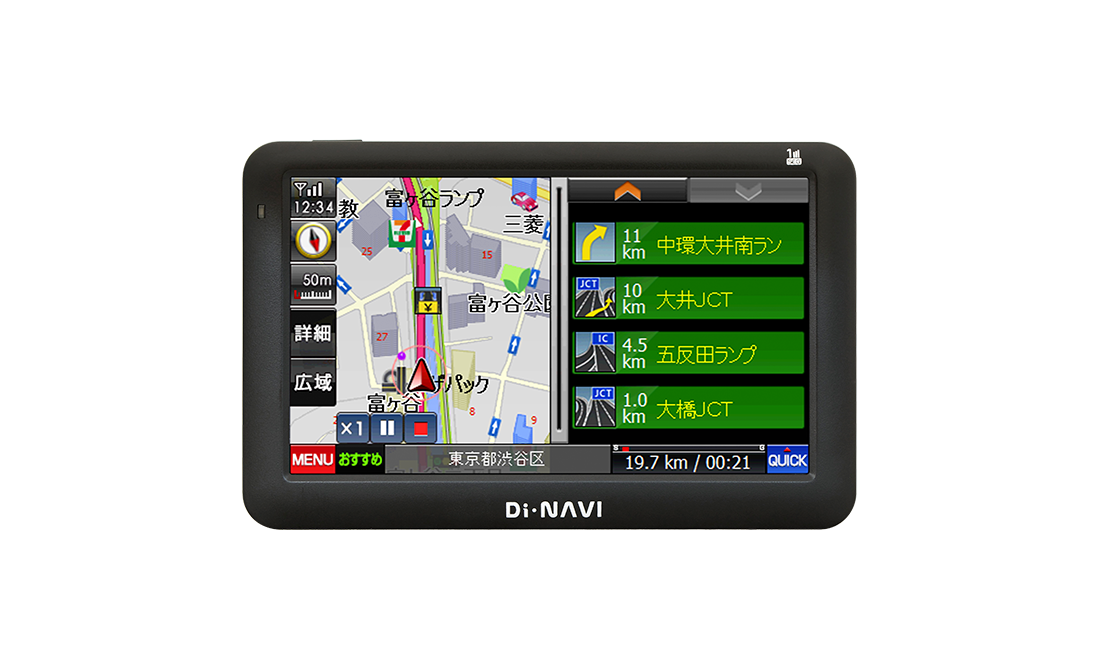 12:34
教
富ヶ谷ランプ
三菱
25
15
50m
富ヶ谷公
詳細
27
広域
ザパック
富ヶ谷
8
9
x1
MENU
おすすめ
東京都渋谷区
11 km 中環大井南ラン
JCT
10 km 大井JCT
IC
4.5 km 五反田ランプ
JCT
1.0 km 大橋JCT
S
G
19.7 km / 00:21
QUICK
Di·NAVI